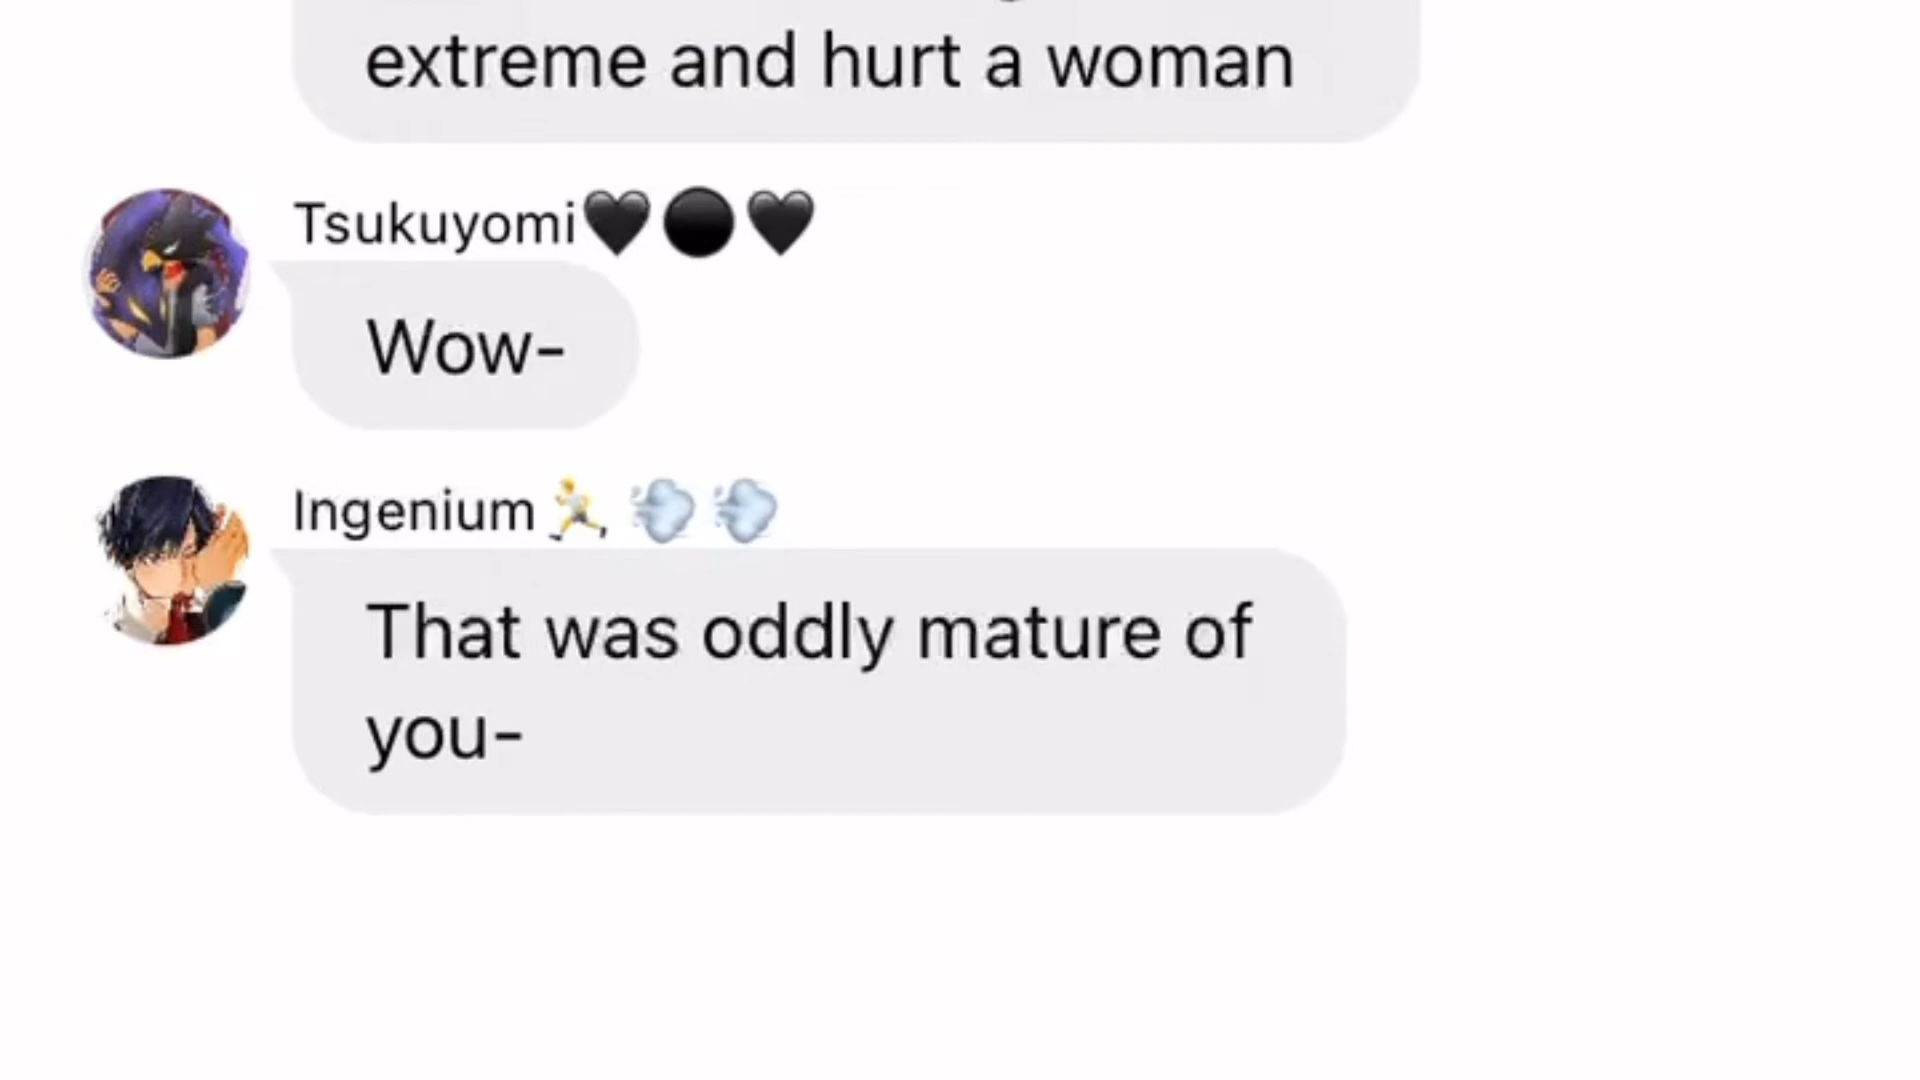 extreme and hurt a woman
Tsukuyomi🖤⚫🖤
Wow-
Ingenium🏃💨💨
That was oddly mature of
you-